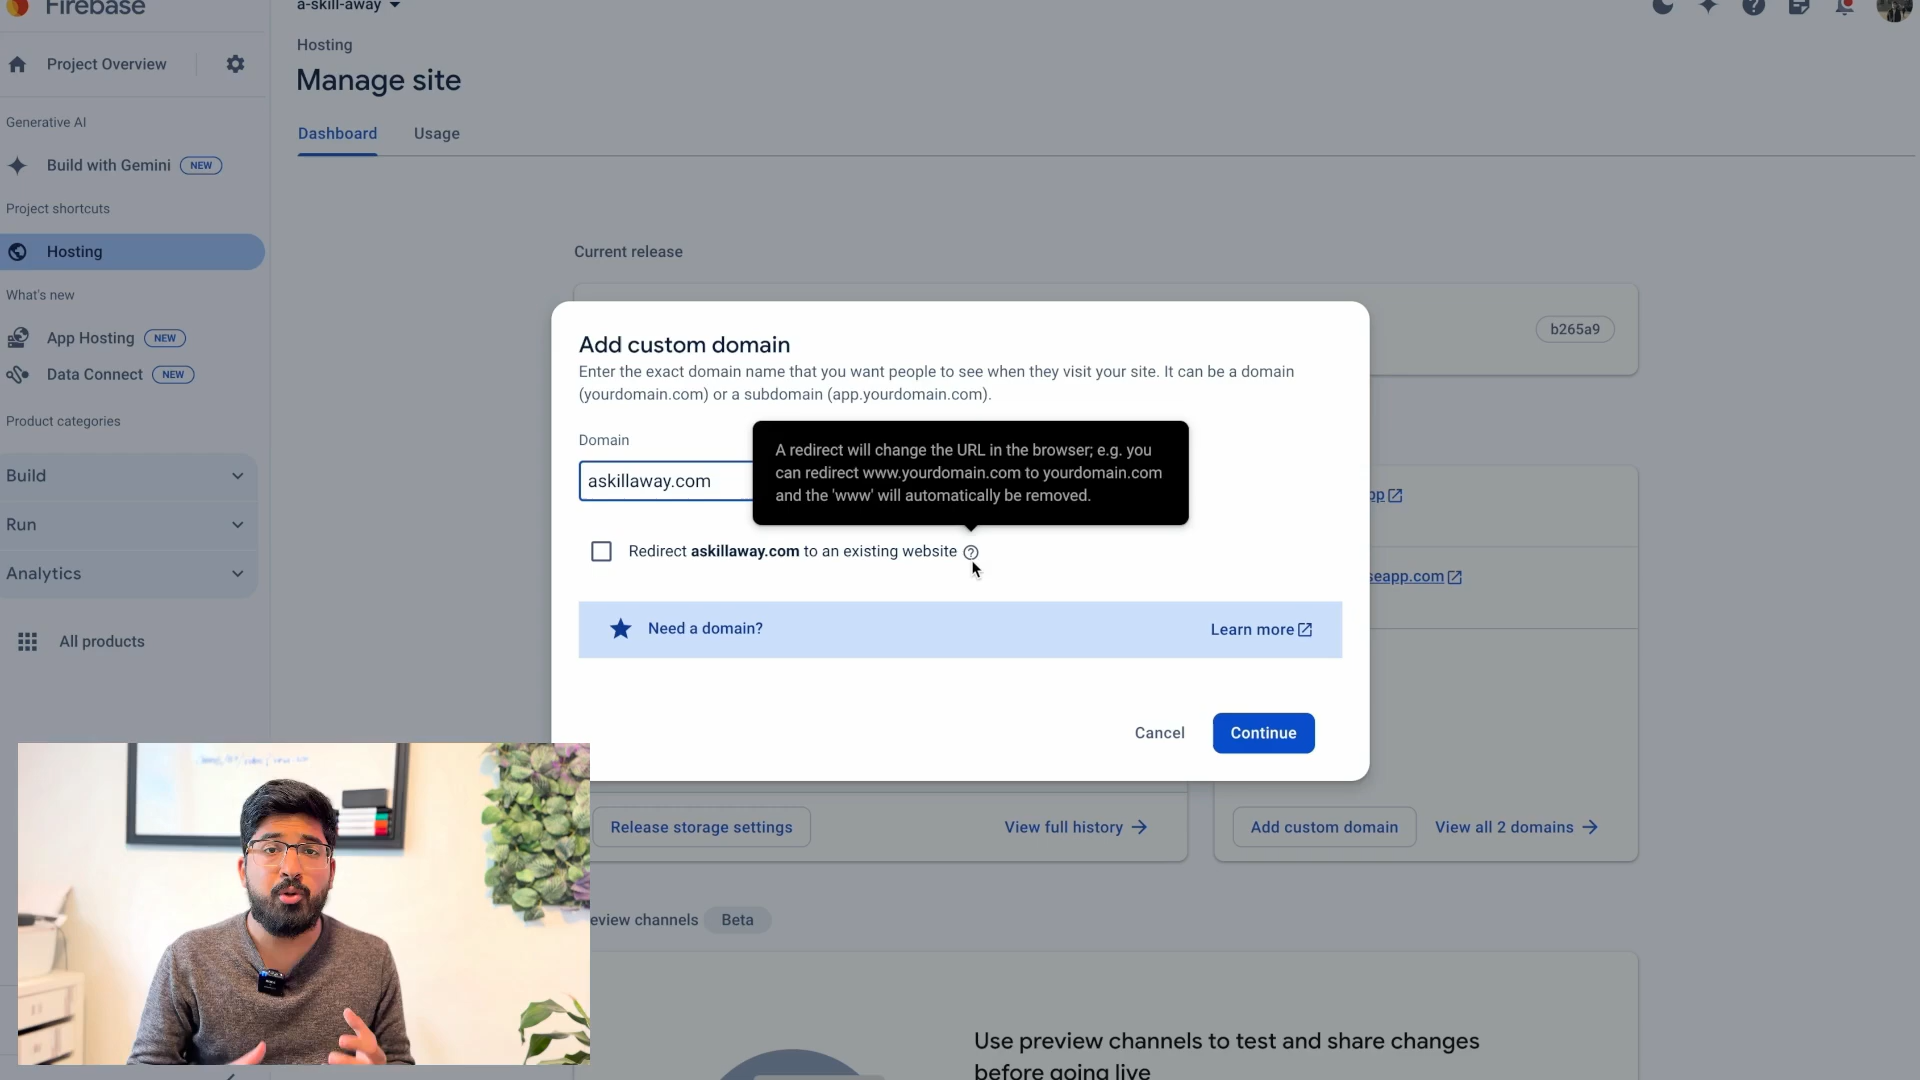 Firebase
a-skill-away
Project Overview
Generative AI
Build with Gemini
NEW
Project shortcuts
Hosting
What's new
App Hosting
NEW
Data Connect
NEW
Product categories
Build
Run
Analytics
All products
Hosting
Manage site
Dashboard
Usage
Current release
b265a9
Add custom domain
Enter the exact domain name that you want people to see when they visit your site. It can be a domain
(yourdomain.com) or a subdomain (app.yourdomain.com).
Domain
askillaway.com
A redirect will change the URL in the browser; e.g. you
can redirect www.yourdomain.com to yourdomain.com
and the 'www' will automatically be removed.
Redirect askillaway.com to an existing website
Need a domain?
Learn more
Cancel
Continue
pp
seapp.com
Release storage settings
View full history
Add custom domain
View all 2 domains
eview channels
Beta
Use preview channels to test and share changes
before going live